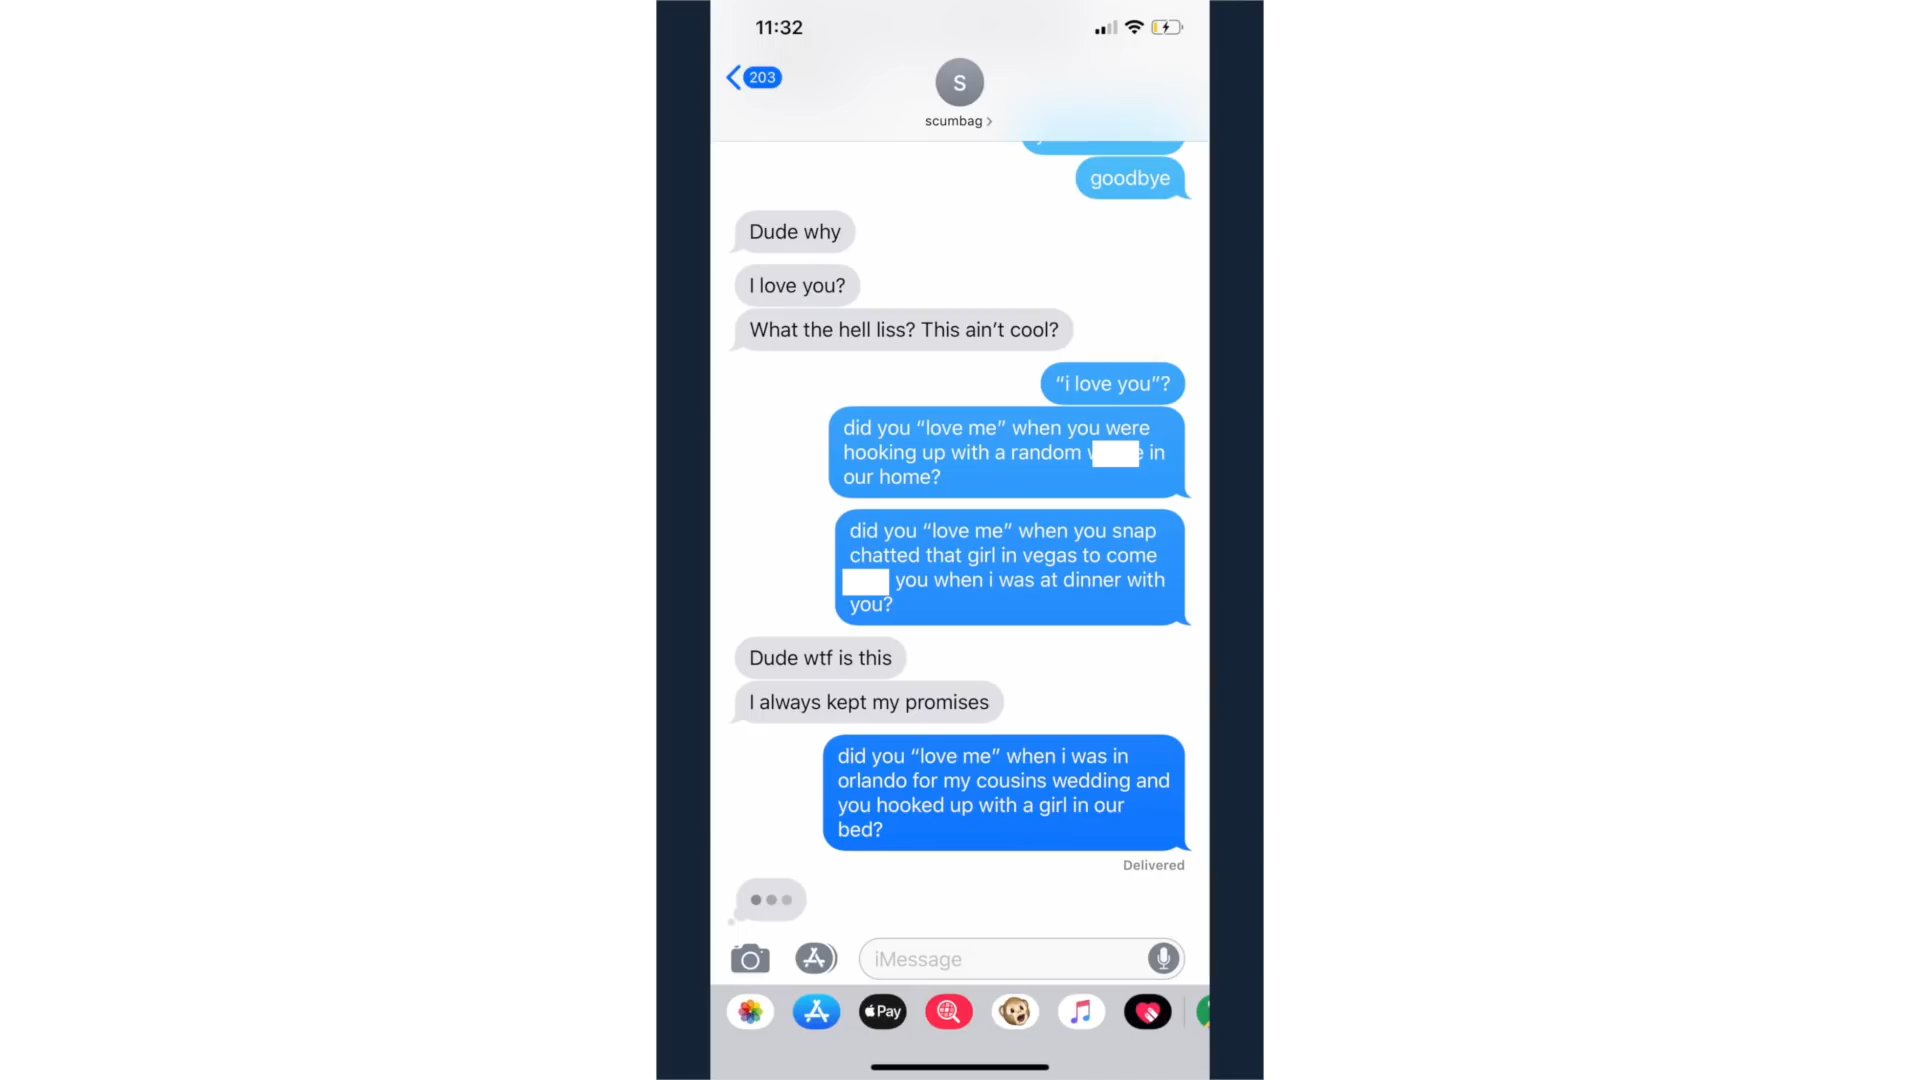 11:32
203
S
scumbag
goodbye
Dude why
I love you?
What the hell liss? This ain't cool?
“i love you”?
did you “love me” when you were
hooking up with a random in
our home?
did you “love me” when you snap
chatted that girl in vegas to come
you when i was at dinner with
you?
Dude wtf is this
I always kept my promises
did you “love me” when i was in
orlando for my cousins wedding and
you hooked up with a girl in our
bed?
Delivered
iMessage
Pay